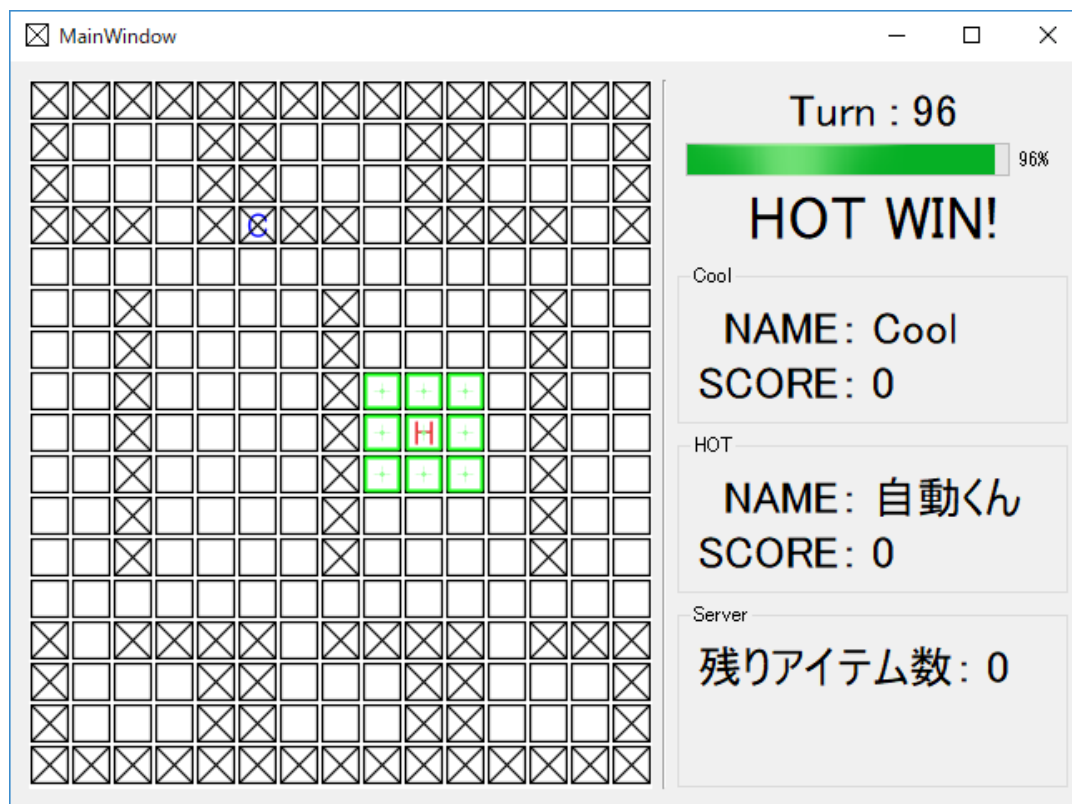 MainWindow
C
H
Turn : 96
96%
HOT WIN!
Cool
NAME: Cool
SCORE: 0
HOT
NAME: 自動くん
SCORE: 0
Server
残りアイテム数: 0